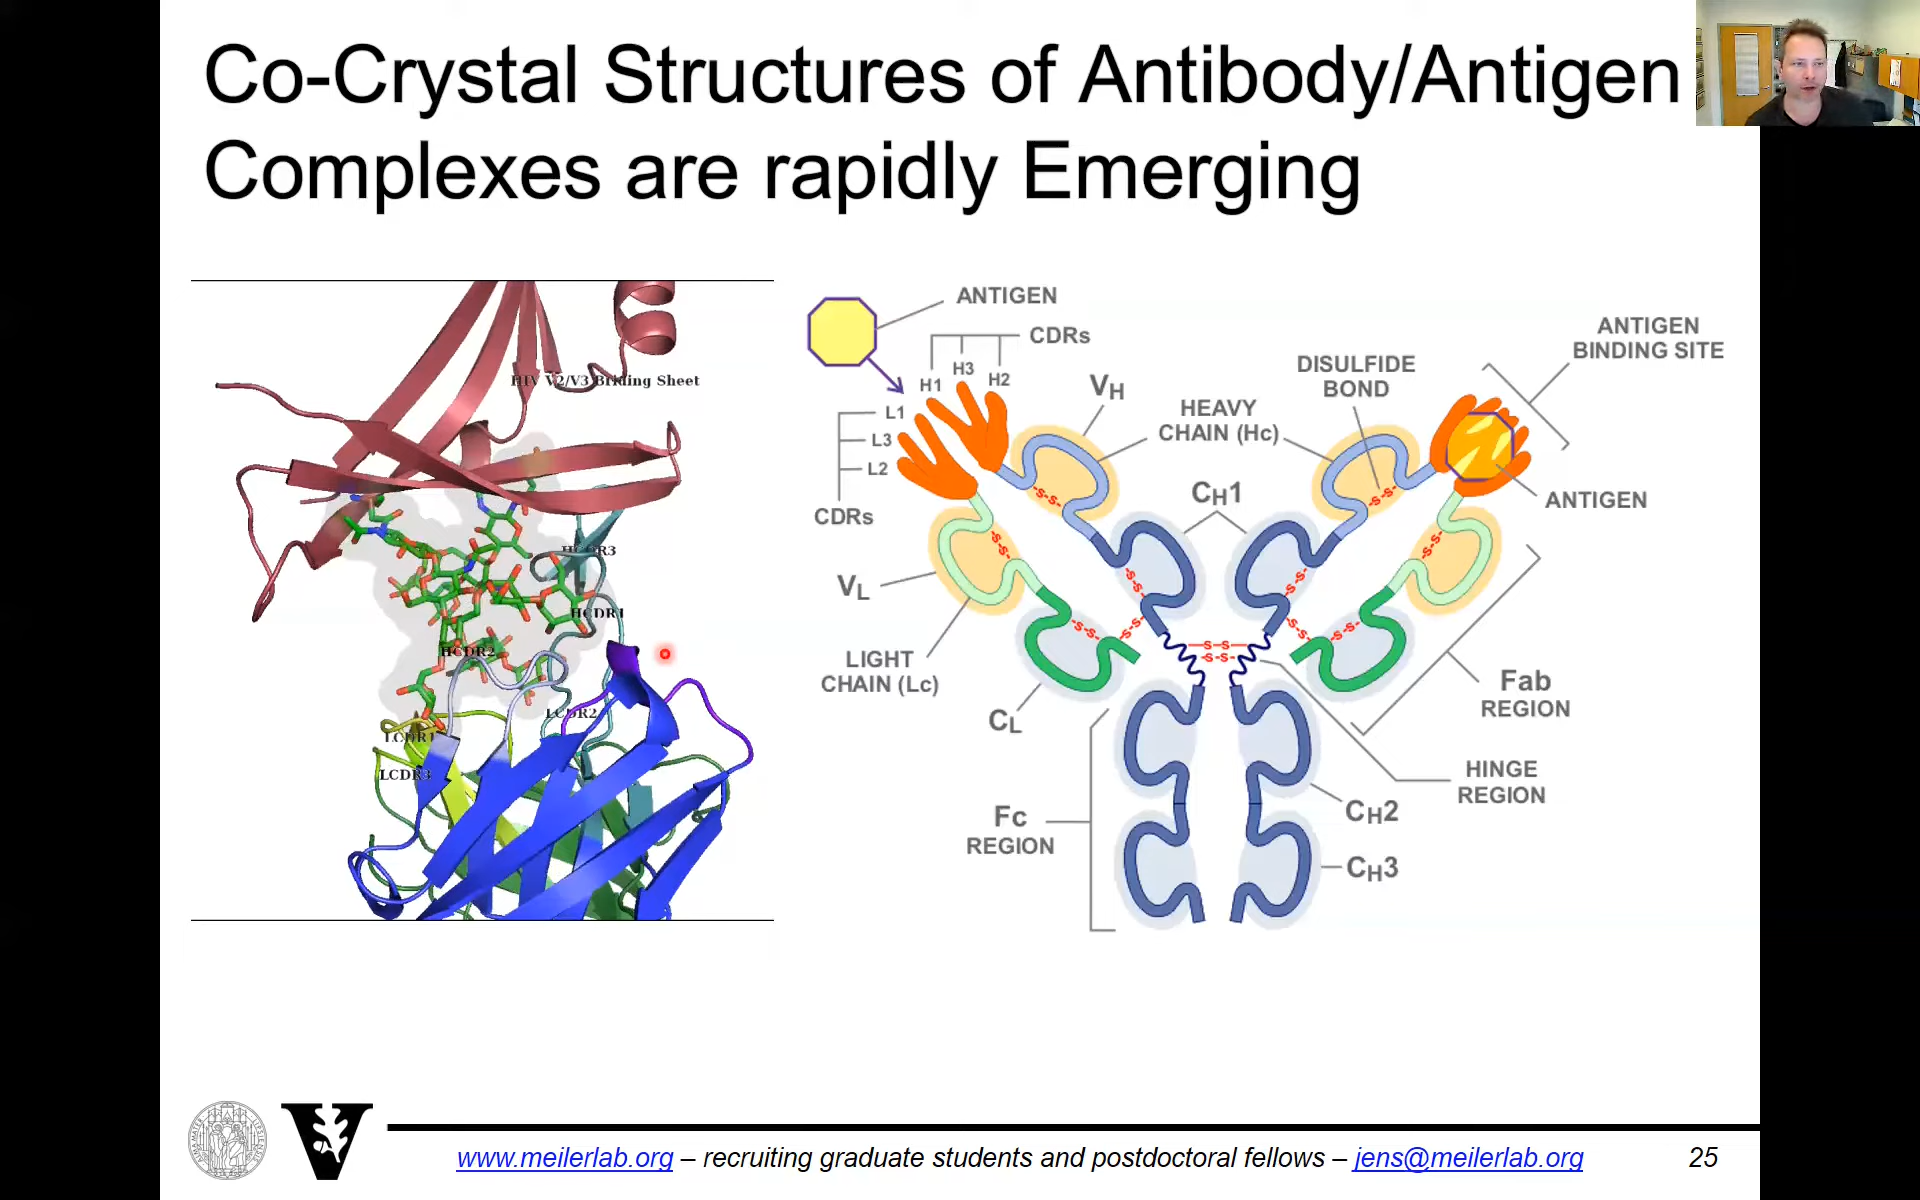 Co-Crystal Structures of Antibody/Antigen
Complexes are rapidly Emerging
HIV V2/V3 Briding Sheet
HCDR3
HCDR1
HCDR2
LCDR2
LCDR1
LCDR3
ANTIGEN
CDRs
H1
H3
H2
L1
L3
L2
CDRs
VH
HEAVY
CHAIN (Hc)
DISULFIDE
BOND
ANTIGEN
BINDING SITE
ANTIGEN
CH1
VL
LIGHT
CHAIN (Lc)
CL
-S-S-
-S-S-
-S-S-
-S-S-
-S-S-
-S-S-
-S-S-
-S-S-
-S-S-
-S-S-
-S-S-
-S-S-
Fab
REGION
HINGE
REGION
Fc
REGION
CH2
CH3
www.meilerlab.org – recruiting graduate students and postdoctoral fellows – jens@meilerlab.org
25